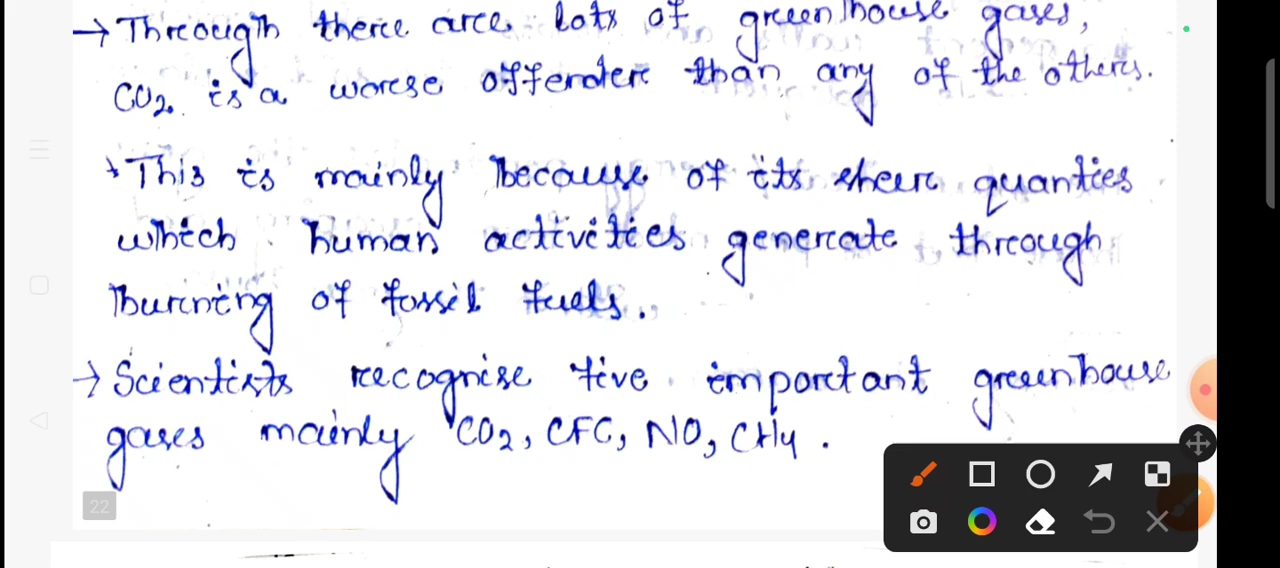 → Through there are lots of greenhouse gases,
CO2 is a worse offender than any of the others.
→ This is mainly because of its sheer quanties
which human activities generate through
burning of fossil fuels.
→ Scientists recognise five important greenhouse
gases mainly CO2, CFC, NO, CH4.
22